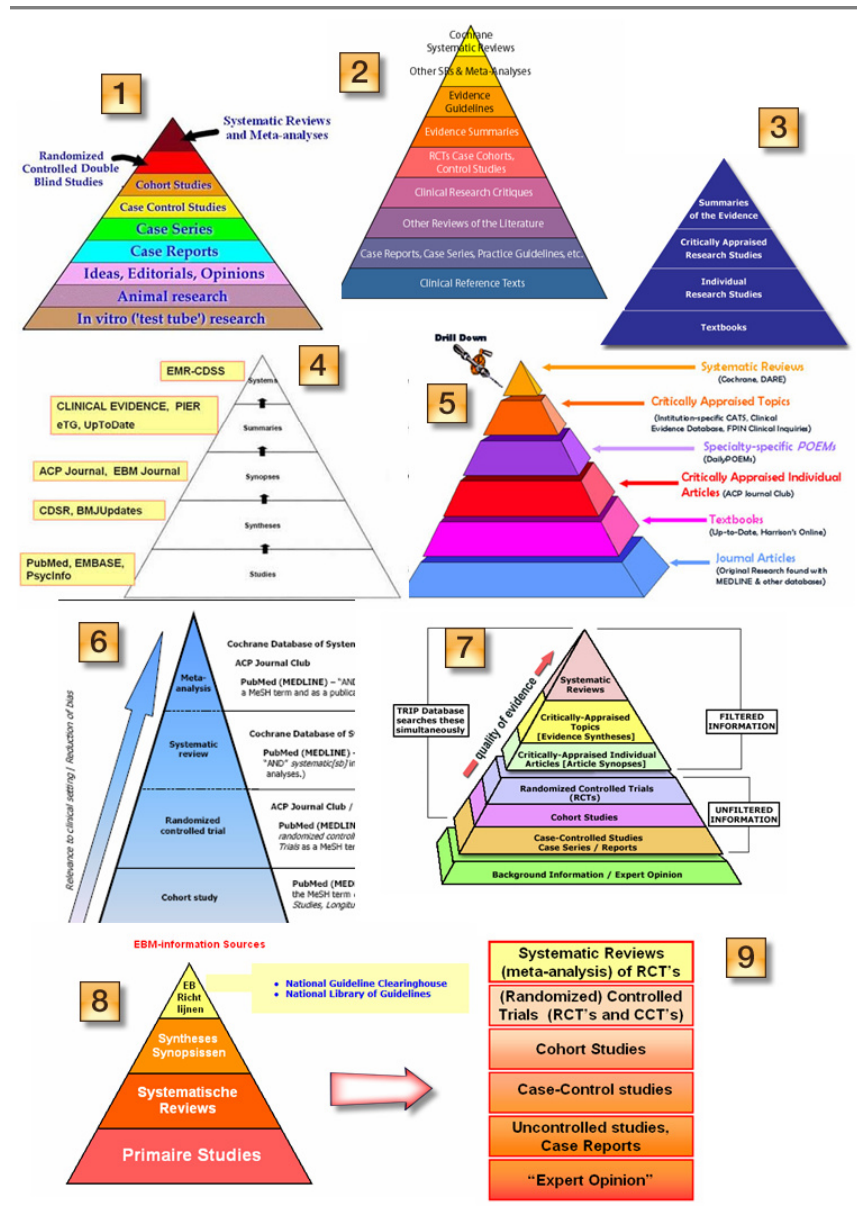 1
Systematic Reviews
and Meta-analyses
Randomized
Controlled Double
Blind Studies
Cohort Studies
Case Control Studies
Case Series
Case Reports
Ideas, Editorials, Opinions
Animal research
In vitro ('test tube') research
2
Cochrane
Systematic Reviews
Other SRs & Meta-Analyses
Evidence
Guidelines
Evidence Summaries
RCTs Case Cohorts,
Control Studies
Clinical Research Critiques
Other Reviews of the Literature
Case Reports, Case Series, Practice Guidelines, etc.
Clinical Reference Texts
3
Summaries
of the Evidence
Critically Appraised
Research Studies
Individual
Research Studies
Textbooks
4
EMR-CDSS
Systems
CLINICAL EVIDENCE, PIER
eTG, UpToDate
Summaries
ACP Journal, EBM Journal
Synopses
CDSR, BMJUpdates
Syntheses
PubMed, EMBASE,
PsycInfo
Studies
Drill Down
5
Systematic Reviews
(Cochrane, DARE)
Critically Appraised Topics
(Institution-specific CATS, Clinical
Evidence Database, FPIN Clinical Inquiries)
Specialty-specific POEMs
(DailyPOEMs)
Critically Appraised Individual
Articles (ACP Journal Club)
Textbooks
(Up-to-Date, Harrison's Online)
Journal Articles
(Original Research found with
MEDLINE & other databases)
6
Relevance to clinical setting / Reduction of bias
Meta-
analysis
Cochrane Database of System
ACP Journal Club
PubMed (MEDLINE) – "AND
a MeSH term and as a publica
Systematic
review
Cochrane Database of Sy
PubMed (MEDLINE) -
"AND" systematic[sb] in
analyses.)
Randomized
controlled trial
ACP Journal Club /
PubMed (MEDLIN
randomized controll
Trials as a MeSH ter
Cohort study
PubMed (MED
the MeSH term
Studies, Longitu
7
TRIP Database
searches these
simultaneously
quality of evidence
Systematic
Reviews
Critically-Appraised
Topics
[Evidence Syntheses]
Critically-Appraised Individual
Articles [Article Synopses]
FILTERED
INFORMATION
Randomized Controlled Trials
(RCTs)
Cohort Studies
Case-Controlled Studies
Case Series / Reports
UNFILTERED
INFORMATION
Background Information / Expert Opinion
EBM-information Sources
8
EB
Richt
lijnen
• National Guideline Clearinghouse
• National Library of Guidelines
Syntheses
Synopsissen
Systematische
Reviews
Primaire Studies
9
Systematic Reviews
(meta-analysis) of RCT's
(Randomized) Controlled
Trials (RCT's and CCT's)
Cohort Studies
Case-Control studies
Uncontrolled studies,
Case Reports
“Expert Opinion”